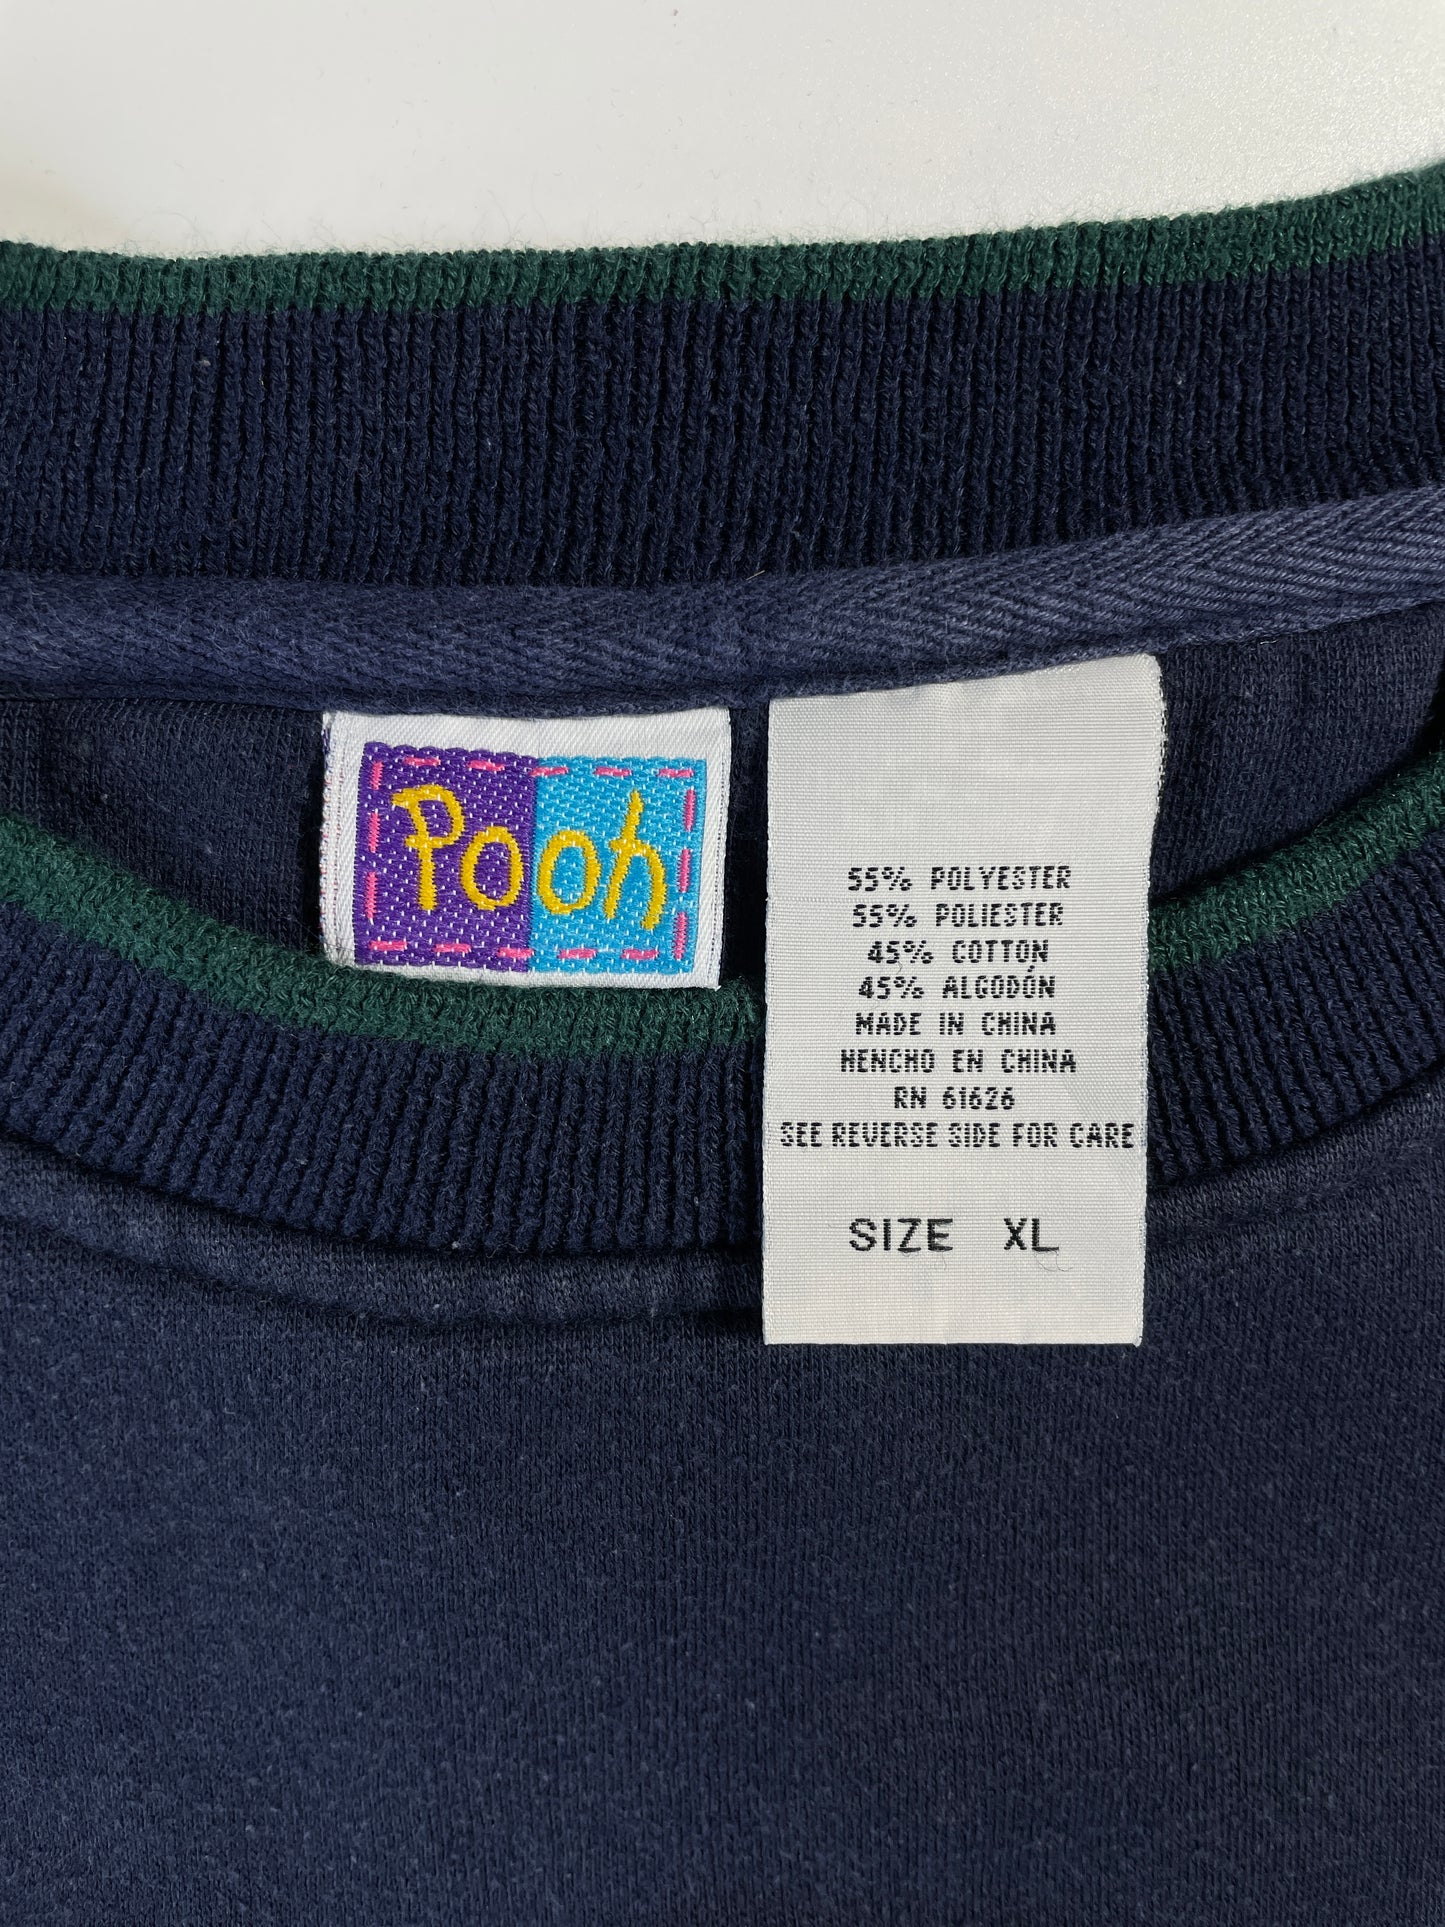 Pooh
55% POLYESTER
55% POLIESTER
45% COTTON
45% ALGODÓN
MADE IN CHINA
HENCHO EN CHINA
RN 61626
SEE REVERSE SIDE FOR CARE
SIZE XL